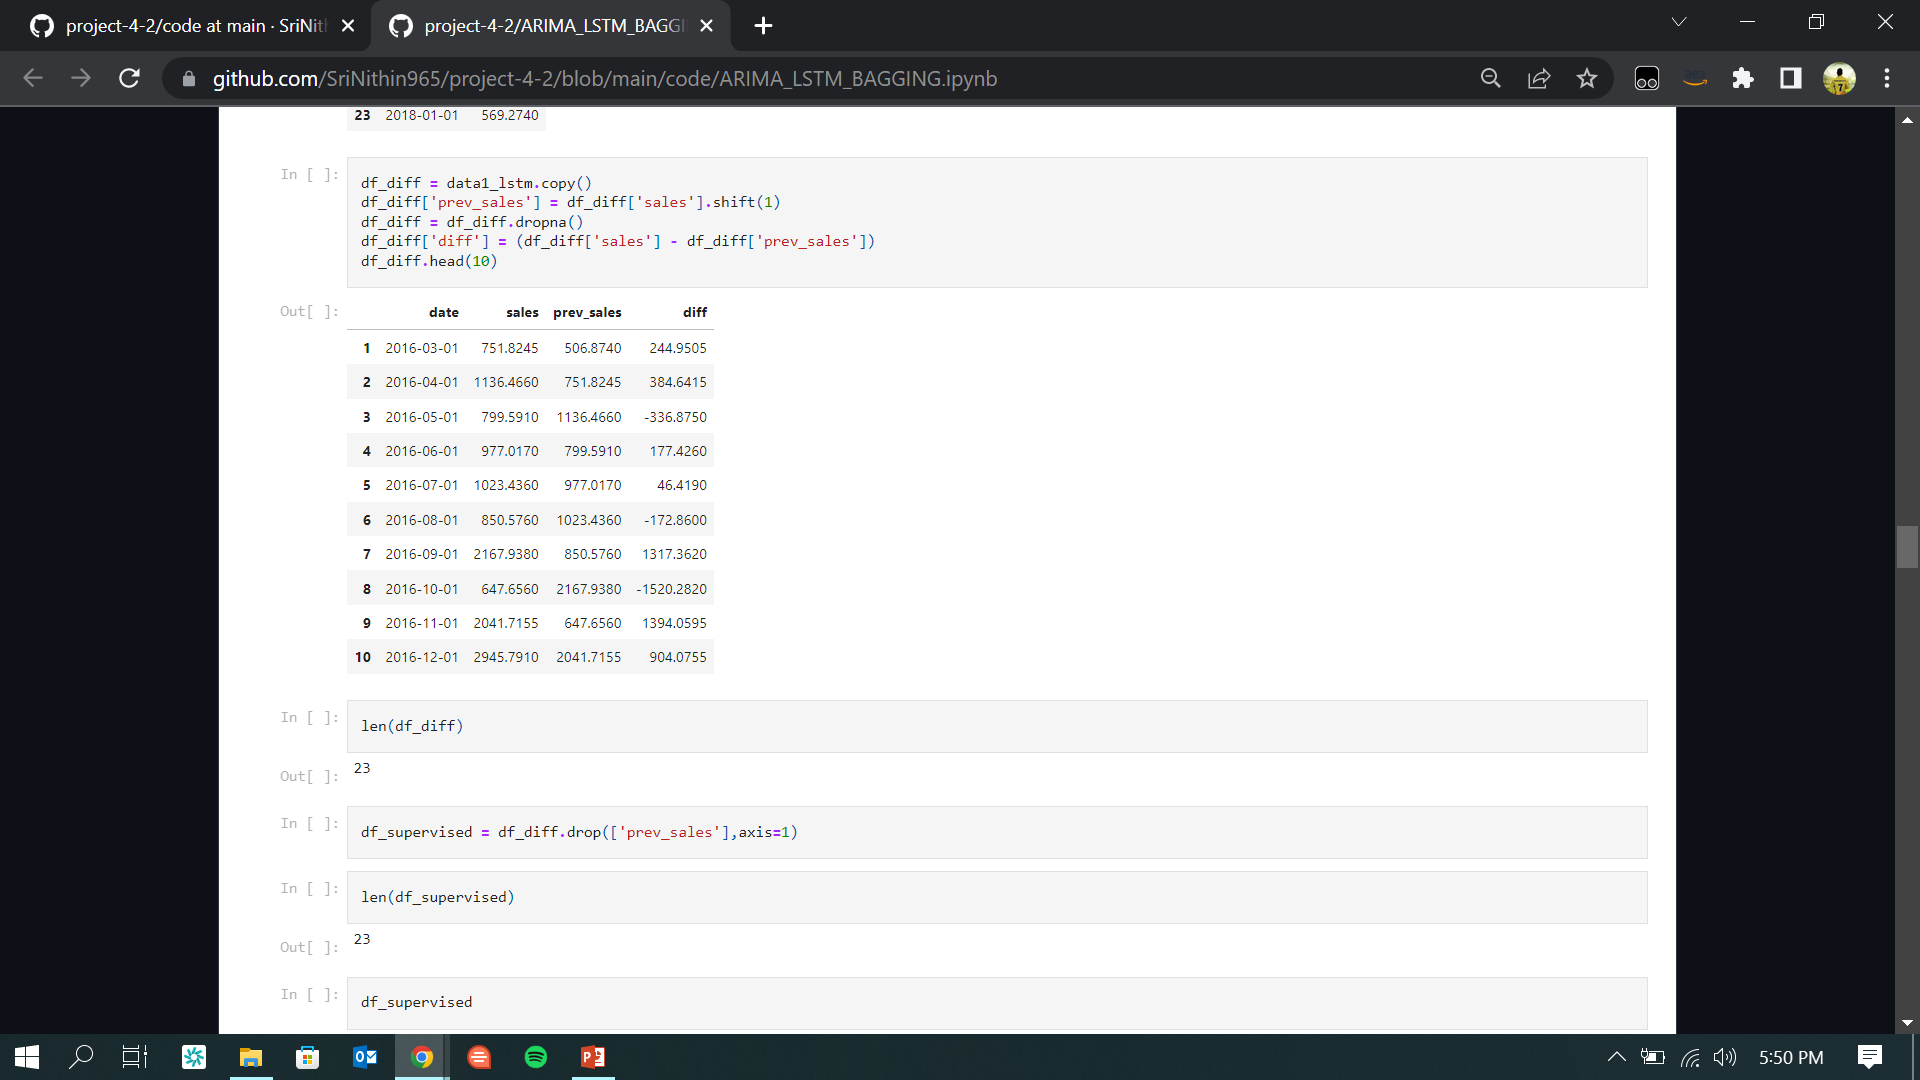 project-4-2/code at main · SriNith
project-4-2/ARIMA_LSTM_BAGGI
github.com/SriNithin965/project-4-2/blob/main/code/ARIMA_LSTM_BAGGING.ipynb
23 2018-01-01 569.2740
In [ ]:
df_diff = data1_lstm.copy()
df_diff['prev_sales'] = df_diff['sales'].shift(1)
df_diff = df_diff.dropna()
df_diff['diff'] = (df_diff['sales'] - df_diff['prev_sales'])
df_diff.head(10)
Out[ ]:
date sales prev_sales diff
1 2016-03-01 751.8245 506.8740 244.9505
2 2016-04-01 1136.4660 751.8245 384.6415
3 2016-05-01 799.5910 1136.4660 -336.8750
4 2016-06-01 977.0170 799.5910 177.4260
5 2016-07-01 1023.4360 977.0170 46.4190
6 2016-08-01 850.5760 1023.4360 -172.8600
7 2016-09-01 2167.9380 850.5760 1317.3620
8 2016-10-01 647.6560 2167.9380 -1520.2820
9 2016-11-01 2041.7155 647.6560 1394.0595
10 2016-12-01 2945.7910 2041.7155 904.0755
In [ ]:
len(df_diff)
Out[ ]:
23
In [ ]:
df_supervised = df_diff.drop(['prev_sales'],axis=1)
In [ ]:
len(df_supervised)
Out[ ]:
23
In [ ]:
df_supervised
5:50 PM